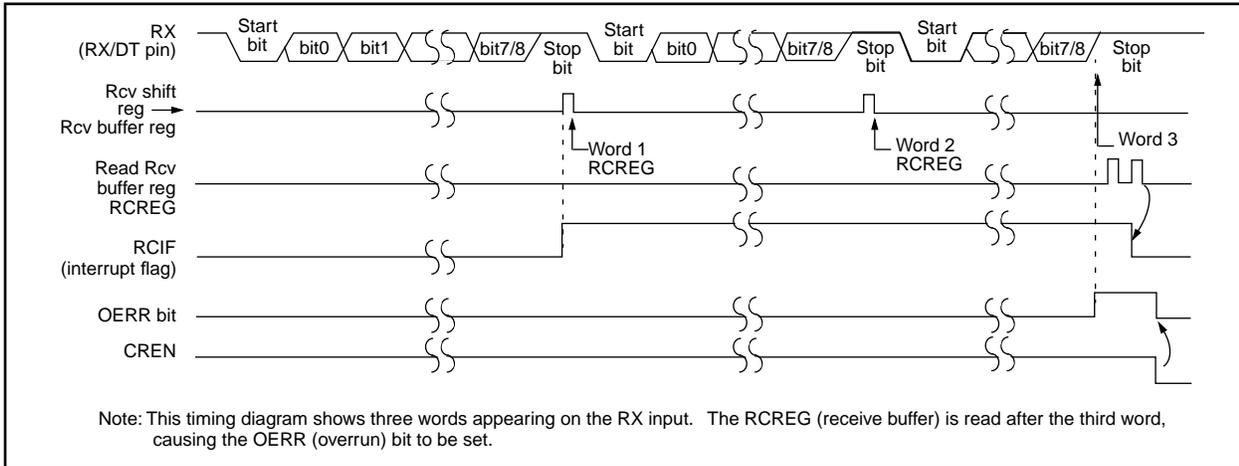 RX
(RX/DT pin)
Start
bit
bit0
bit1
bit7/8
Stop
bit
Start
bit
bit0
bit7/8
Stop
bit
Start
bit
bit7/8
Stop
bit
Rcv shift
reg
Rcv buffer reg
Word 1
RCREG
Word 2
RCREG
Word 3
Read Rcv
buffer reg
RCREG
RCIF
(interrupt flag)
OERR bit
CREN
Note: This timing diagram shows three words appearing on the RX input. The RCREG (receive buffer) is read after the third word,
causing the OERR (overrun) bit to be set.